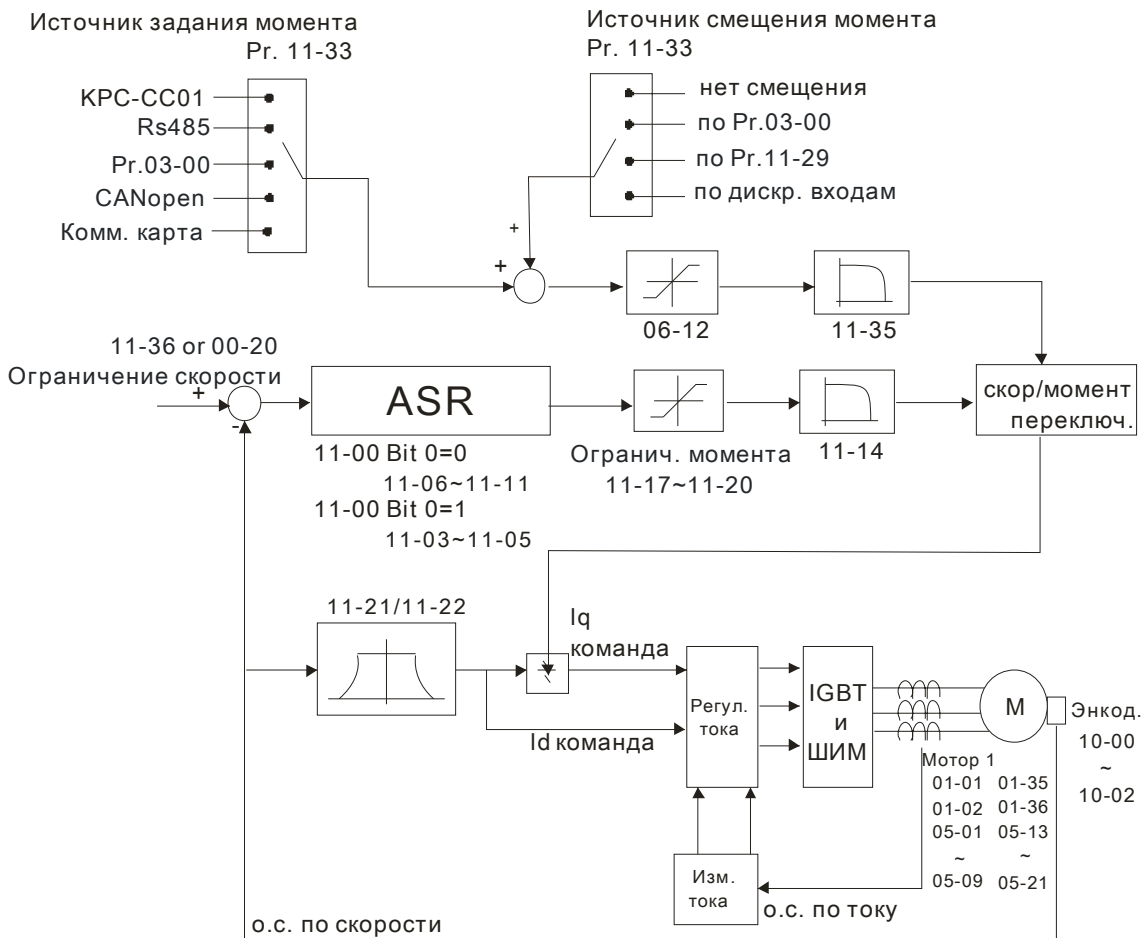 Источник задания момента
Pr. 11-33
Источник смещения момента
Pr. 11-33
KPC-CC01
Rs485
Pr.03-00
CANopen
Комм. карта
нет смещения
по Pr.03-00
по Pr.11-29
по дискр. входам
+
+
06-12
11-35
11-36 or 00-20
Ограничение скорости
+
-
ASR
11-00 Bit 0=0
11-06~11-11
11-00 Bit 0=1
11-03~11-05
Огранич. момента
11-17~11-20
11-14
скор/момент
переключ.
11-21/11-22
Iq
команда
Id команда
Регул.
тока
IGBT
и
ШИМ
M
Энкод.
10-00
~
10-02
Мотор 1
01-01 01-35
01-02 01-36
05-01 05-13
~ ~
05-09 05-21
Изм.
тока
о.с. по току
о.с. по скорости